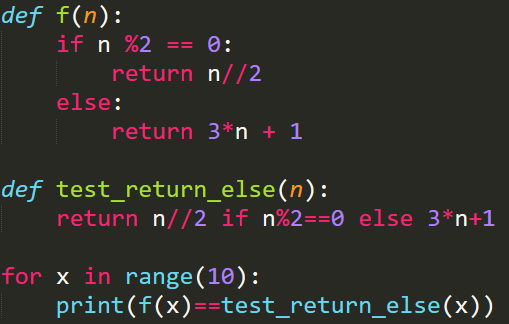 def f(n):
    if n %2 == 0:
        return n//2
    else:
        return 3*n + 1

def test_return_else(n):
    return n//2 if n%2==0 else 3*n+1

for x in range(10):
    print(f(x)==test_return_else(x))